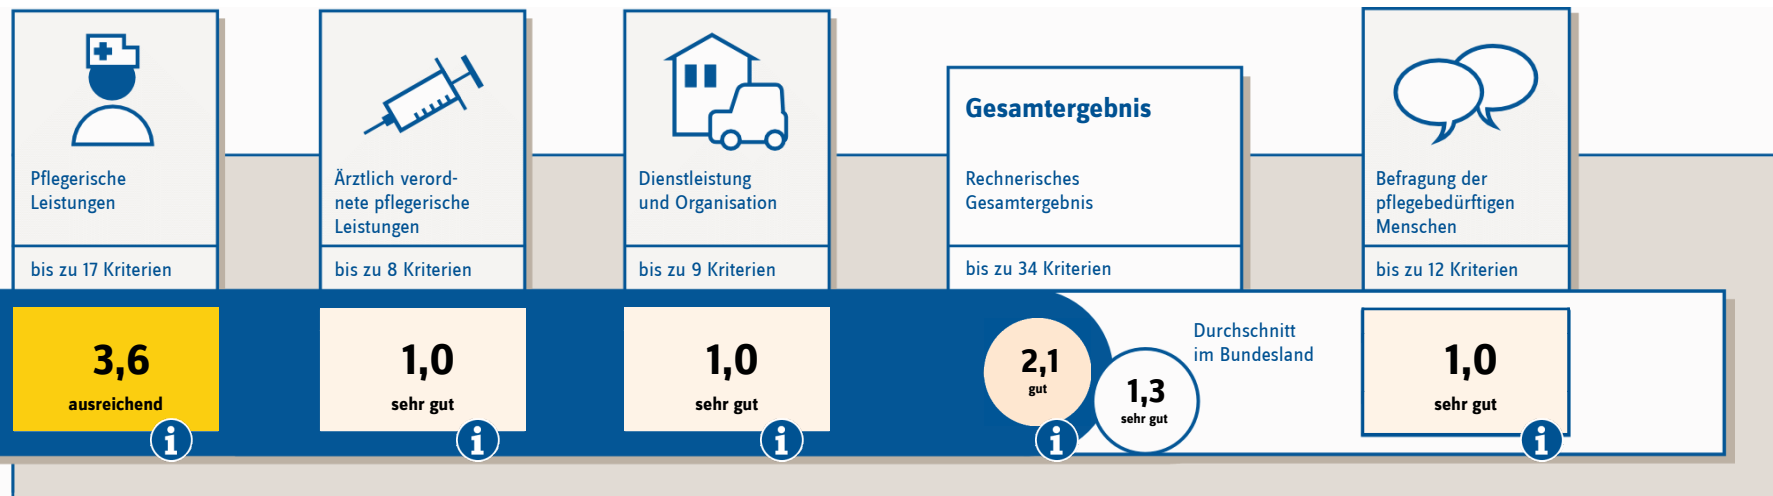 Pflegerische
Leistungen
bis zu 17 Kriterien
3,6
ausreichend
i
Ärztlich verord-
nete pflegerische
Leistungen
bis zu 8 Kriterien
1,0
sehr gut
i
Dienstleistung
und Organisation
bis zu 9 Kriterien
1,0
sehr gut
i
Gesamtergebnis
Rechnerisches
Gesamtergebnis
bis zu 34 Kriterien
2,1
gut
i
1,3
sehr gut
Durchschnitt
im Bundesland
Befragung der
pflegebedürftigen
Menschen
bis zu 12 Kriterien
1,0
sehr gut
i